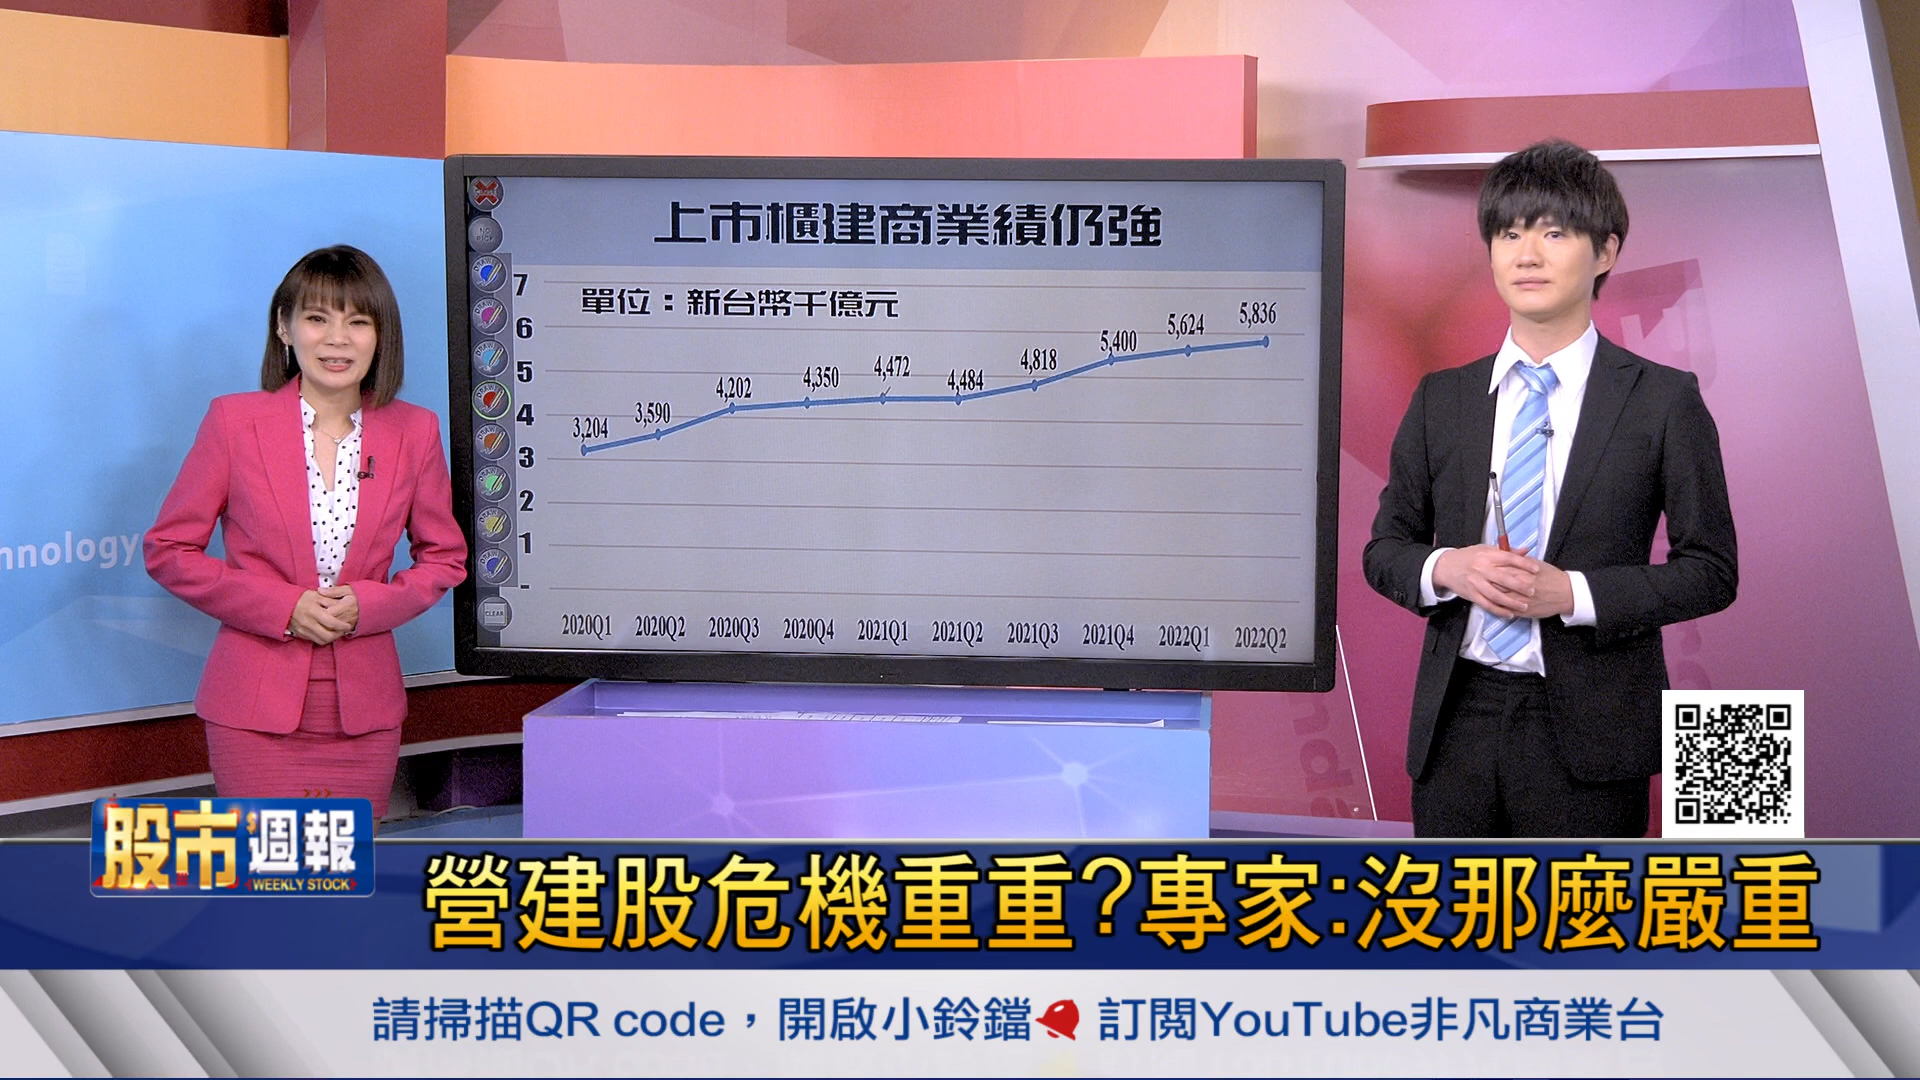 上市櫃建商業績仍強
單位：新台幣千億元
7
6
5
4
3
2
1
-
3,204
3,590
4,202
4,350
4,472
4,484
4,818
5,400
5,624
5,836
2020Q1 2020Q2 2020Q3 2020Q4 2021Q1 2021Q2 2021Q3 2021Q4 2022Q1 2022Q2
CLEAR
hnology
股市週報
WEEKLY STOCK
營建股危機重重?專家:沒那麼嚴重
請掃描QR code，開啟小鈴鐺 訂閱YouTube非凡商業台